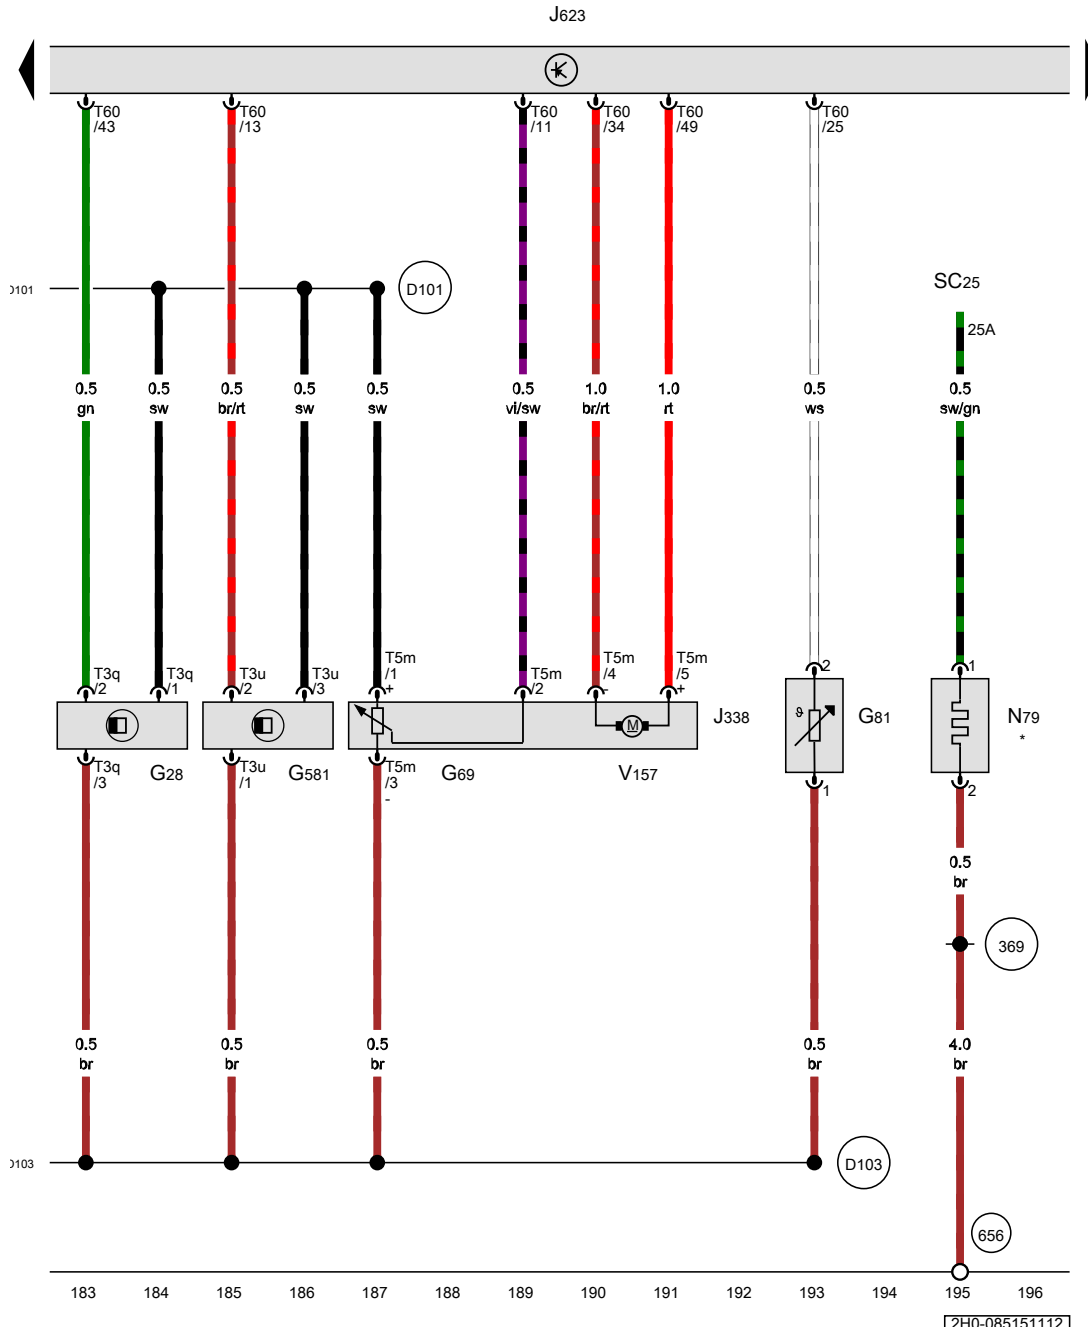 J623
T60 T60 T60 T60 T60 T60
/43 /13 /11 /34 /49 /25
D101 D101
SC25
25A
0.5 0.5 0.5 0.5 0.5 0.5 1.0 1.0 0.5 0.5
gn sw br/rt sw sw vi/sw br/rt rt ws sw/gn
T5m T5m T5m
T3q T3q T3u T3u /1 T5m /4 /5 2 1
/2 /1 /2 /3 + /2 - +
J338 G81 N79
ϑ *
M
T3q T3u T5m
/3 G28 /1 G581 /3 G69 V157
-
1 2
0.5
br
369
0.5 0.5 0.5 0.5 4.0
br br br br br
D103 D103
656
183 184 185 186 187 188 189 190 191 192 193 194 195 196
2H0-085151112